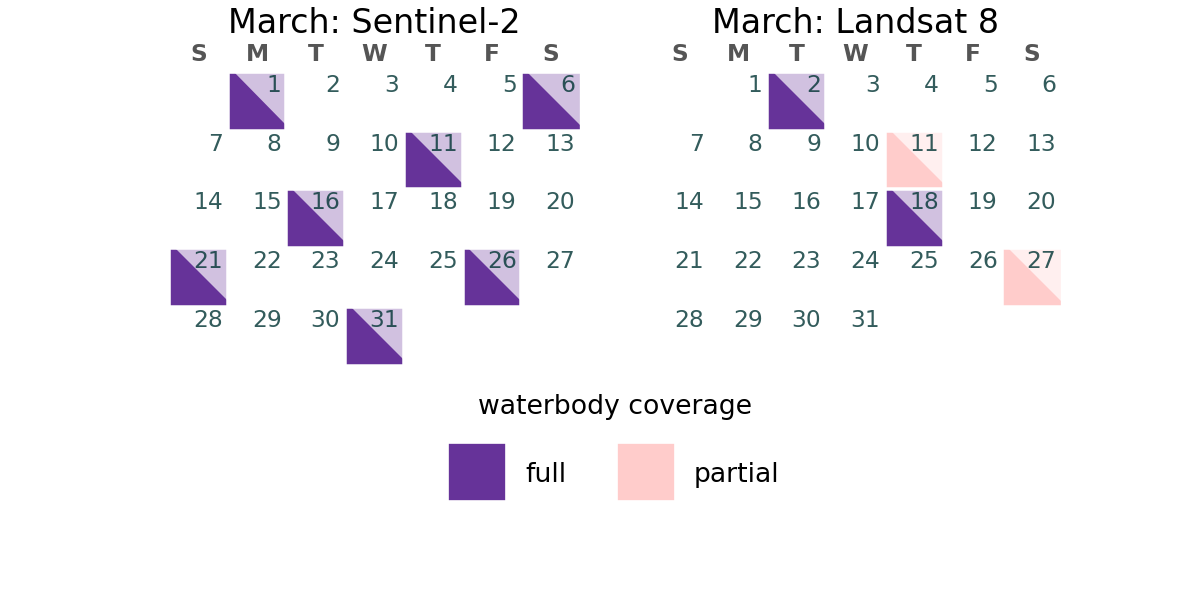 March: Sentinel-2
S M T W T F S
1 2 3 4 5 6
7 8 9 10 11 12 13
14 15 16 17 18 19 20
21 22 23 24 25 26 27
28 29 30 31
March: Landsat 8
S M T W T F S
1 2 3 4 5 6
7 8 9 10 11 12 13
14 15 16 17 18 19 20
21 22 23 24 25 26 27
28 29 30 31
waterbody coverage
full partial